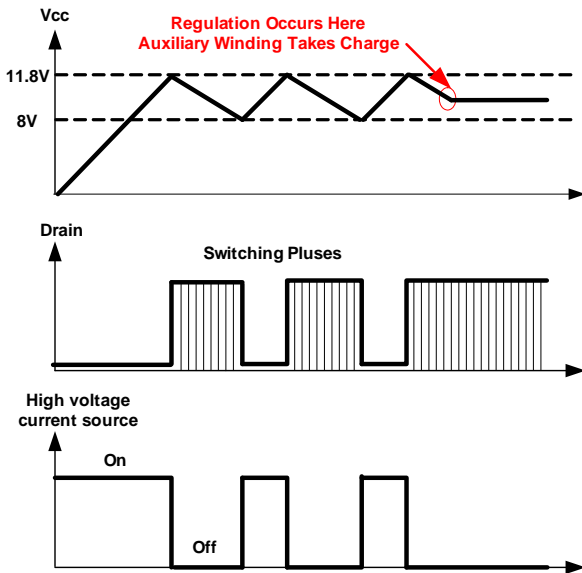 Vcc
Regulation Occurs Here
Auxiliary Winding Takes Charge
11.8V
8V
Drain
Switching Pluses
High voltage
current source
On
Off